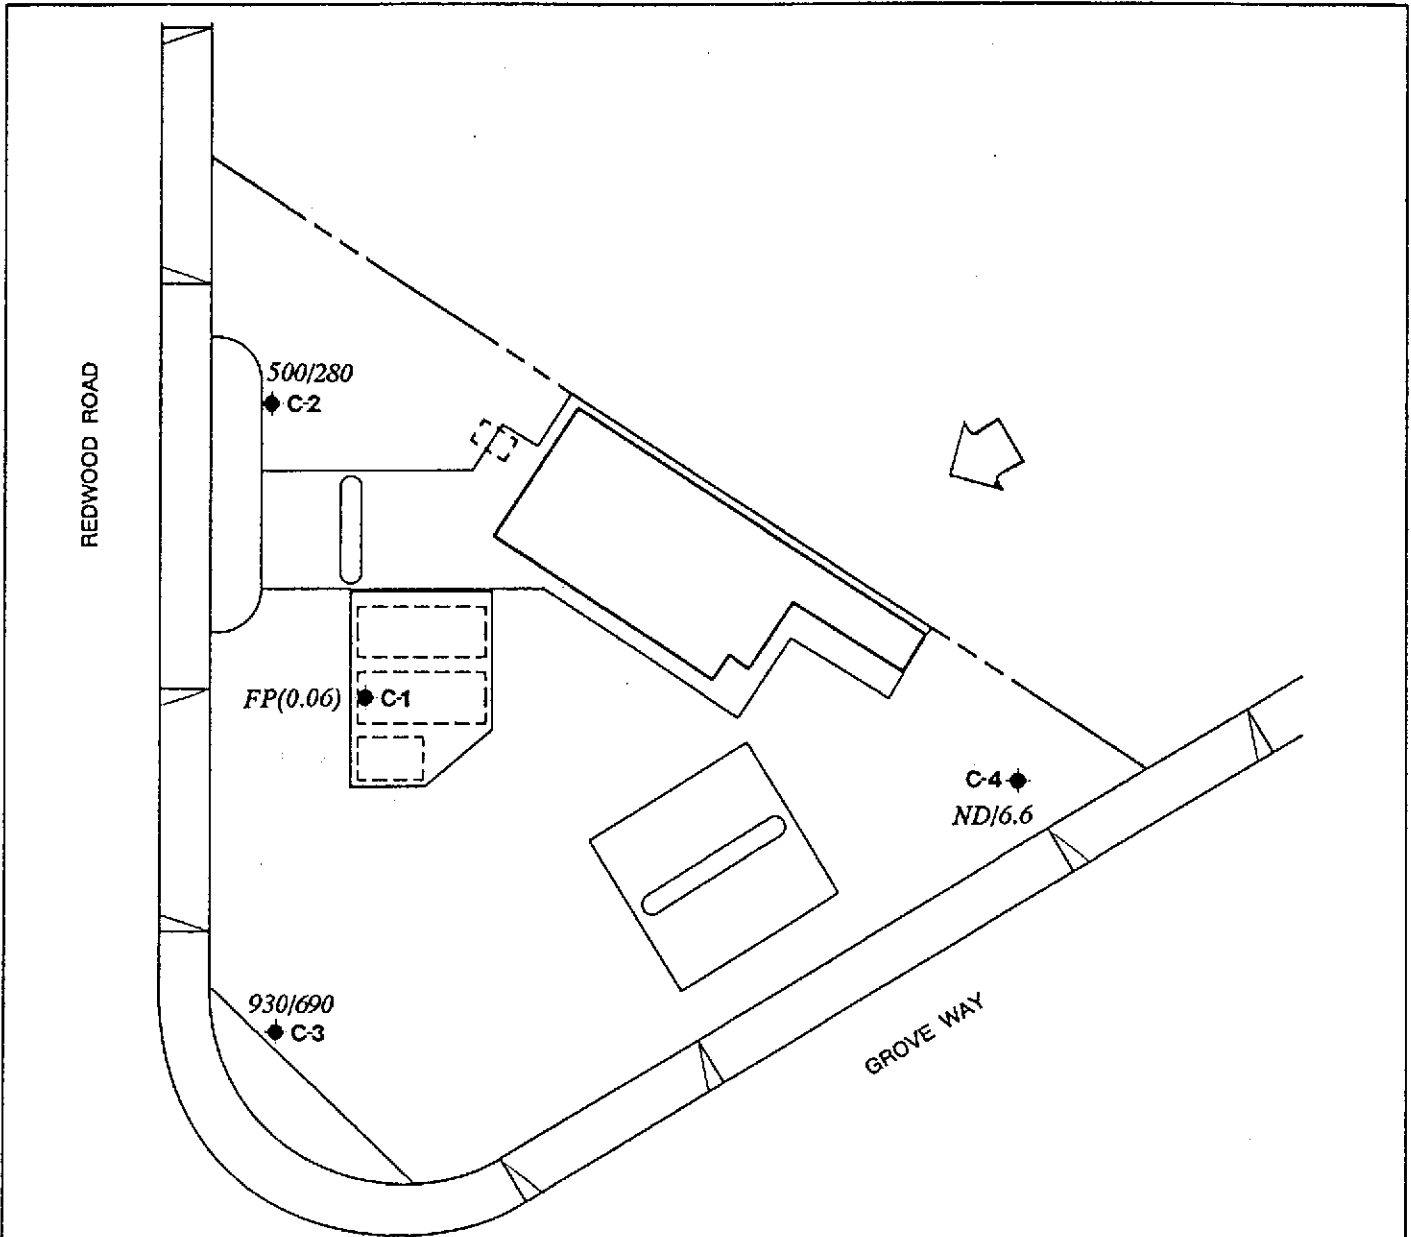 REDWOOD ROAD
500/280
C-2
FP(0.06)
C-1
C-4
ND/6.6
930/690
C-3
GROVE WAY